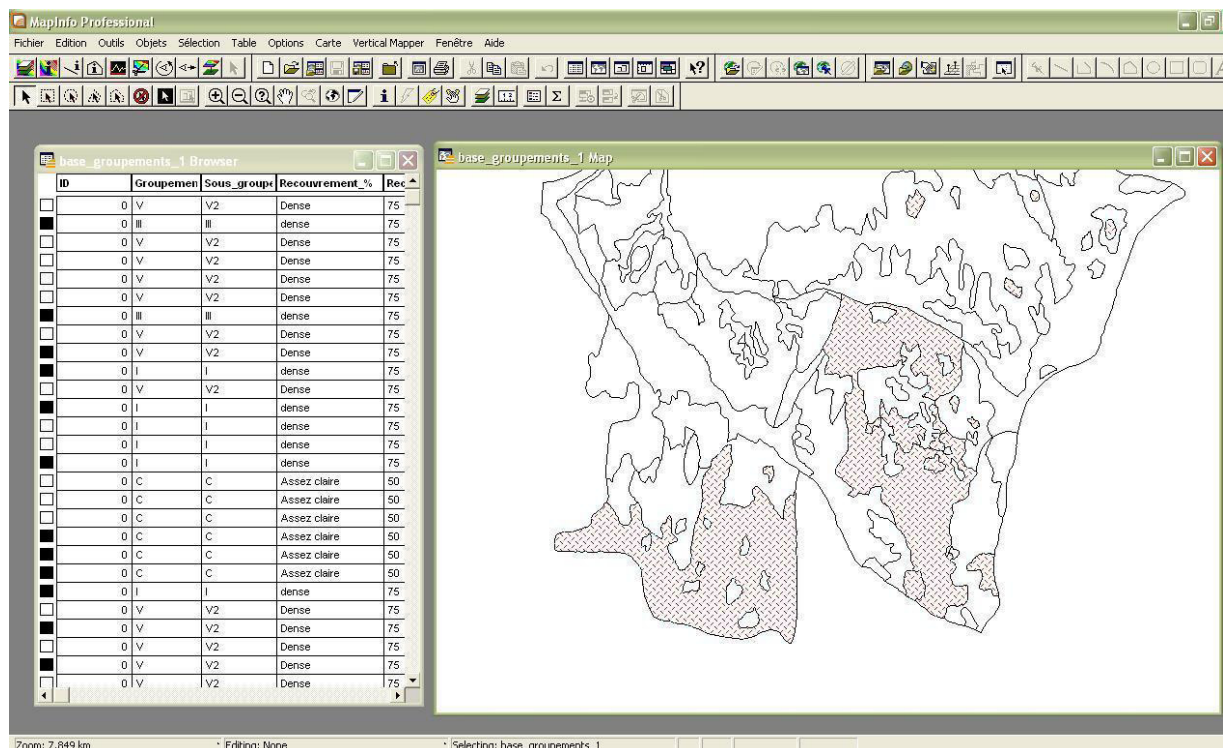 MapInfo Professional
Fichier Edition Outils Objets Sélection Table Options Carte Vertical Mapper Fenêtre Aide
base_groupements_1 Browser
ID Groupemen Sous_groupe Recouvrement_% Rec
0 V V2 Dense 75
0 III III dense 75
0 V V2 Dense 75
0 V V2 Dense 75
0 V V2 Dense 75
0 V V2 Dense 75
0 III III dense 75
0 V V2 Dense 75
0 V V2 Dense 75
0 I I dense 75
0 V V2 Dense 75
0 I I dense 75
0 I I dense 75
0 I I dense 75
0 I I dense 75
0 C C Assez claire 50
0 C C Assez claire 50
0 C C Assez claire 50
0 C C Assez claire 50
0 C C Assez claire 50
0 C C Assez claire 50
0 I I dense 75
0 V V2 Dense 75
0 V V2 Dense 75
0 V V2 Dense 75
0 V V2 Dense 75
0 V V2 Dense 75
base_groupements_1 Map
Zoom: 7,849 km Editing: None Selecting: base_groupements_1